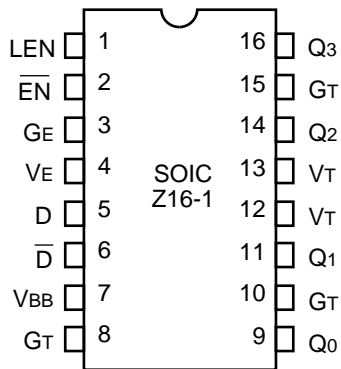 LEN 1 16 Q3
E̅N̅ 2 15 GT
GE 3 14 Q2
VE 4 SOIC 13 VT
Z16-1
D 5 12 VT
D̅ 6 11 Q1
VBB 7 10 GT
GT 8 9 Q0